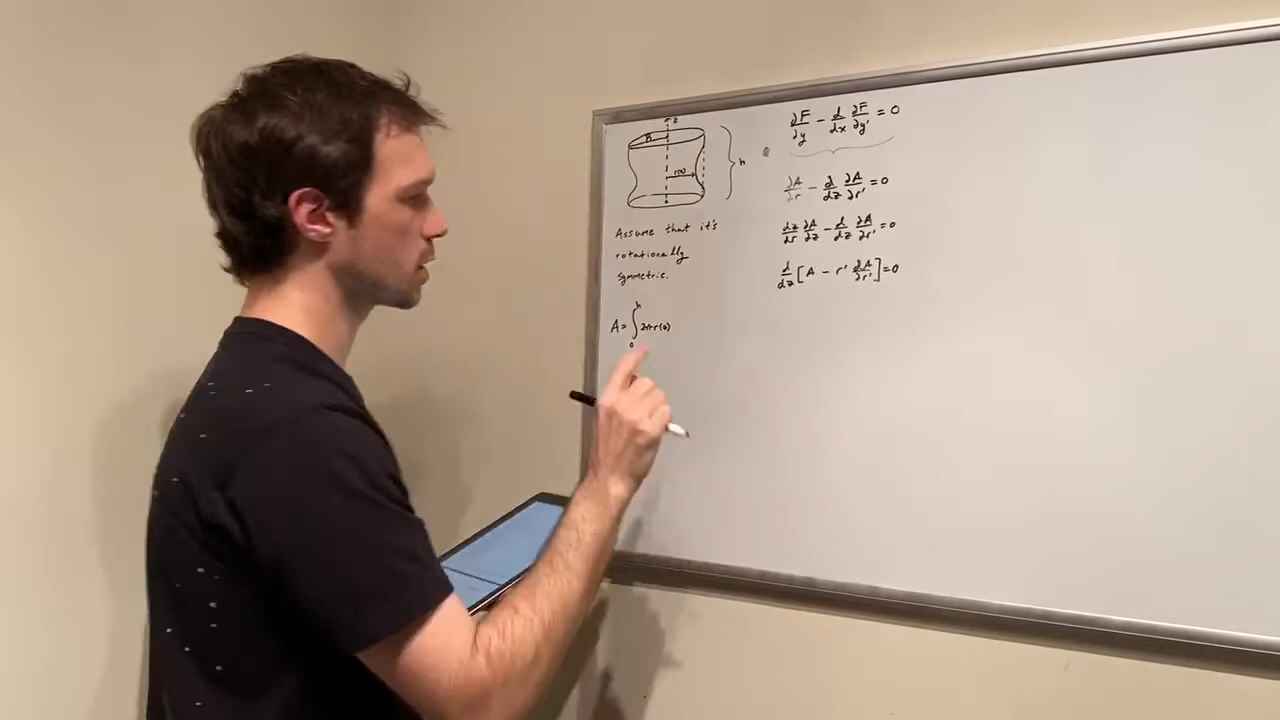 z
R
r(z)
h
Assume that it's
rotationally
symmetric.
A = ∫₀ʰ 2πr(z)
∂F/∂y - d/dx ∂F/∂y' = 0
∂A/∂r - d/dz ∂A/∂r' = 0
dz/dr ∂A/∂z - d/dz ∂A/∂r' = 0
d/dz [A - r' ∂A/∂r'] = 0